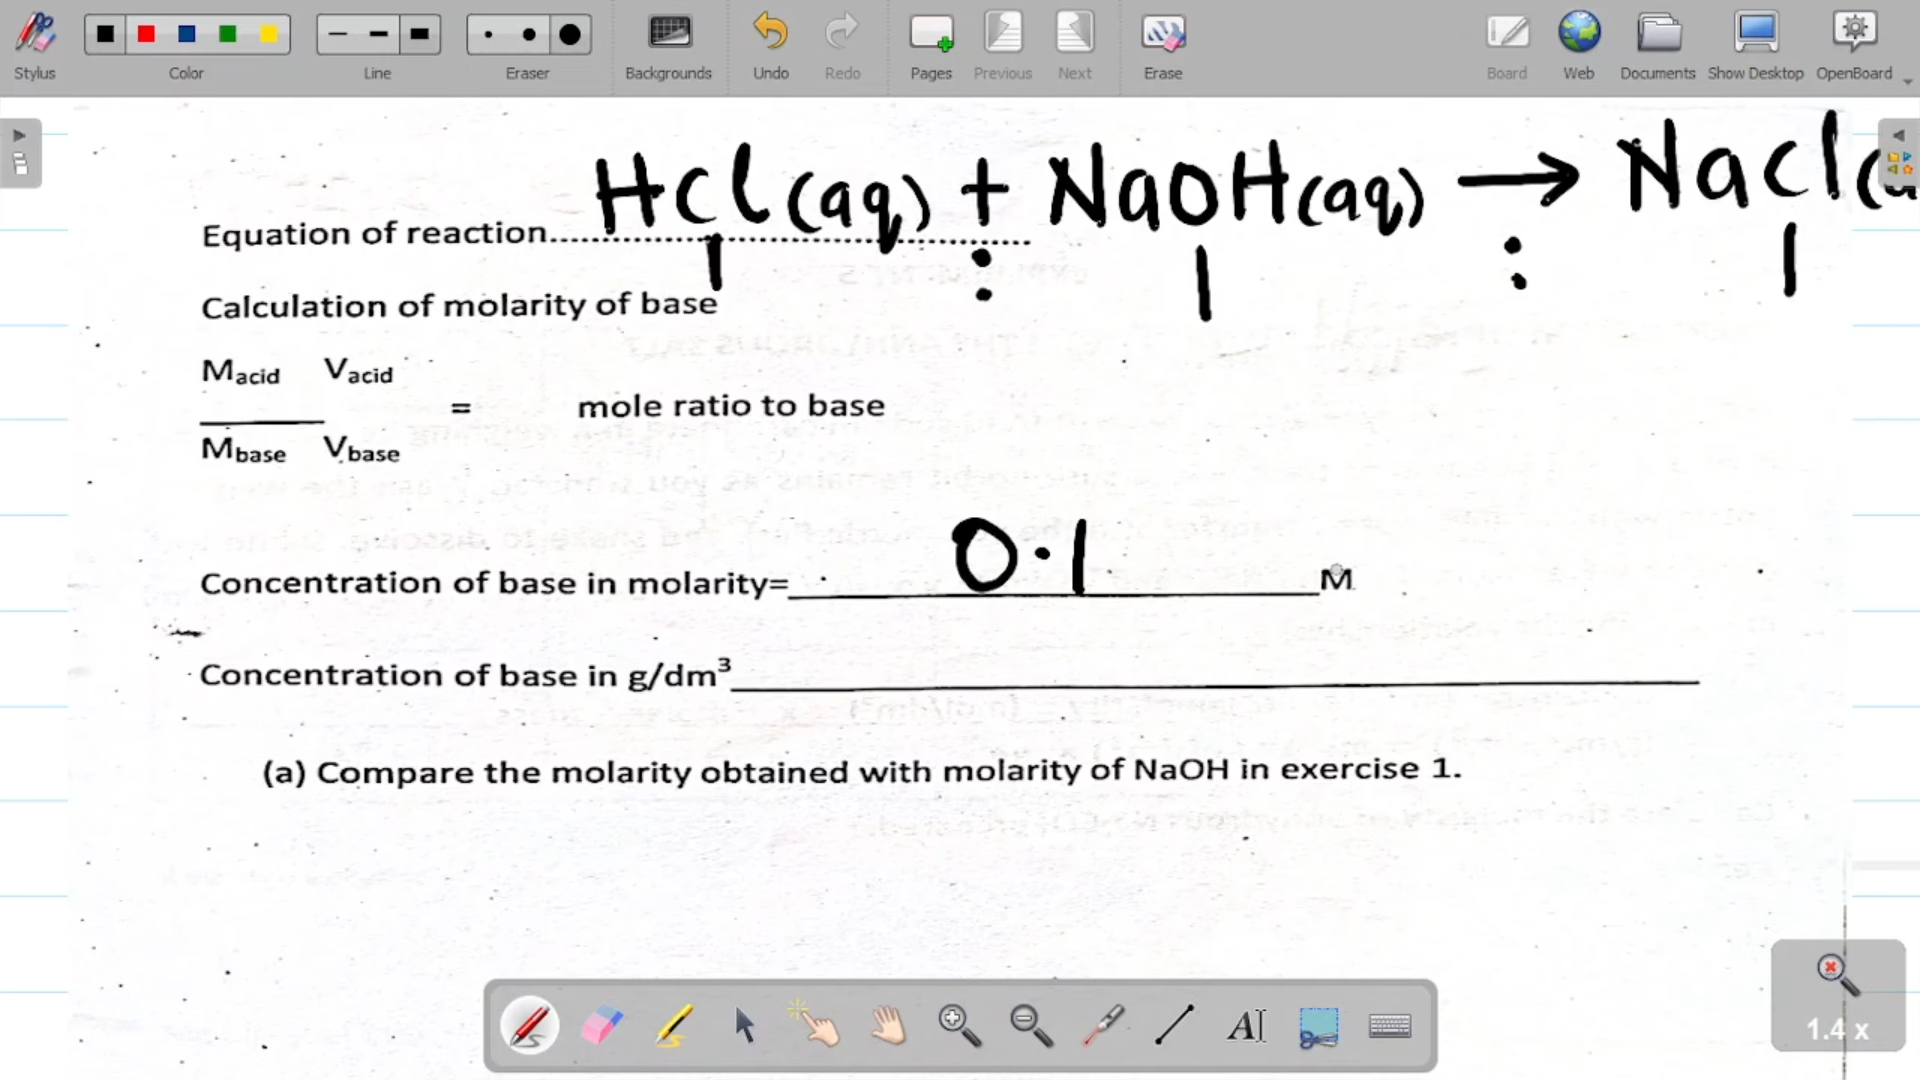 Stylus Color Line Eraser Backgrounds Undo Redo Pages Previous Next Erase Board Web Documents Show Desktop OpenBoard
HCl(aq) + NaOH(aq) → NaCl(a
Equation of reaction
1 : 1 : 1
Calculation of molarity of base
Macid Vacid
= mole ratio to base
Mbase Vbase
Concentration of base in molarity= 0.1 M
Concentration of base in g/dm³
(a) Compare the molarity obtained with molarity of NaOH in exercise 1.
1.4 x